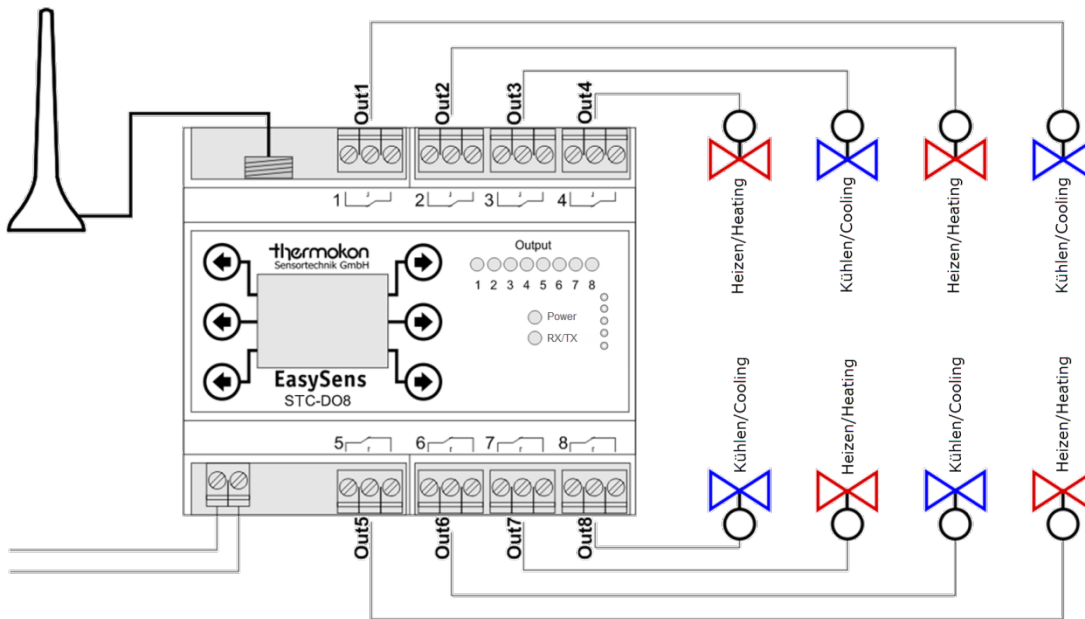 Out1
Out2
Out3
Out4
1
2
3
4
thermokon
Sensortechnik GmbH
Output
1 2 3 4 5 6 7 8
Power
RX/TX
EasySens
STC-DO8
5
6
7
8
Out5
Out6
Out7
Out8
Heizen/Heating
Kühlen/Cooling
Heizen/Heating
Kühlen/Cooling
Kühlen/Cooling
Heizen/Heating
Kühlen/Cooling
Heizen/Heating